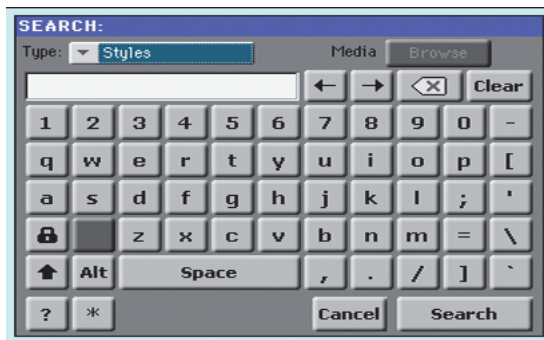 SEARCH:
Type: Styles Media Browse
← → Clear
1 2 3 4 5 6 7 8 9 0 -
q w e r t y u i o p [
a s d f g h j k l ; '
z x c v b n m = \
Alt Space , . / ] `
? * Cancel Search